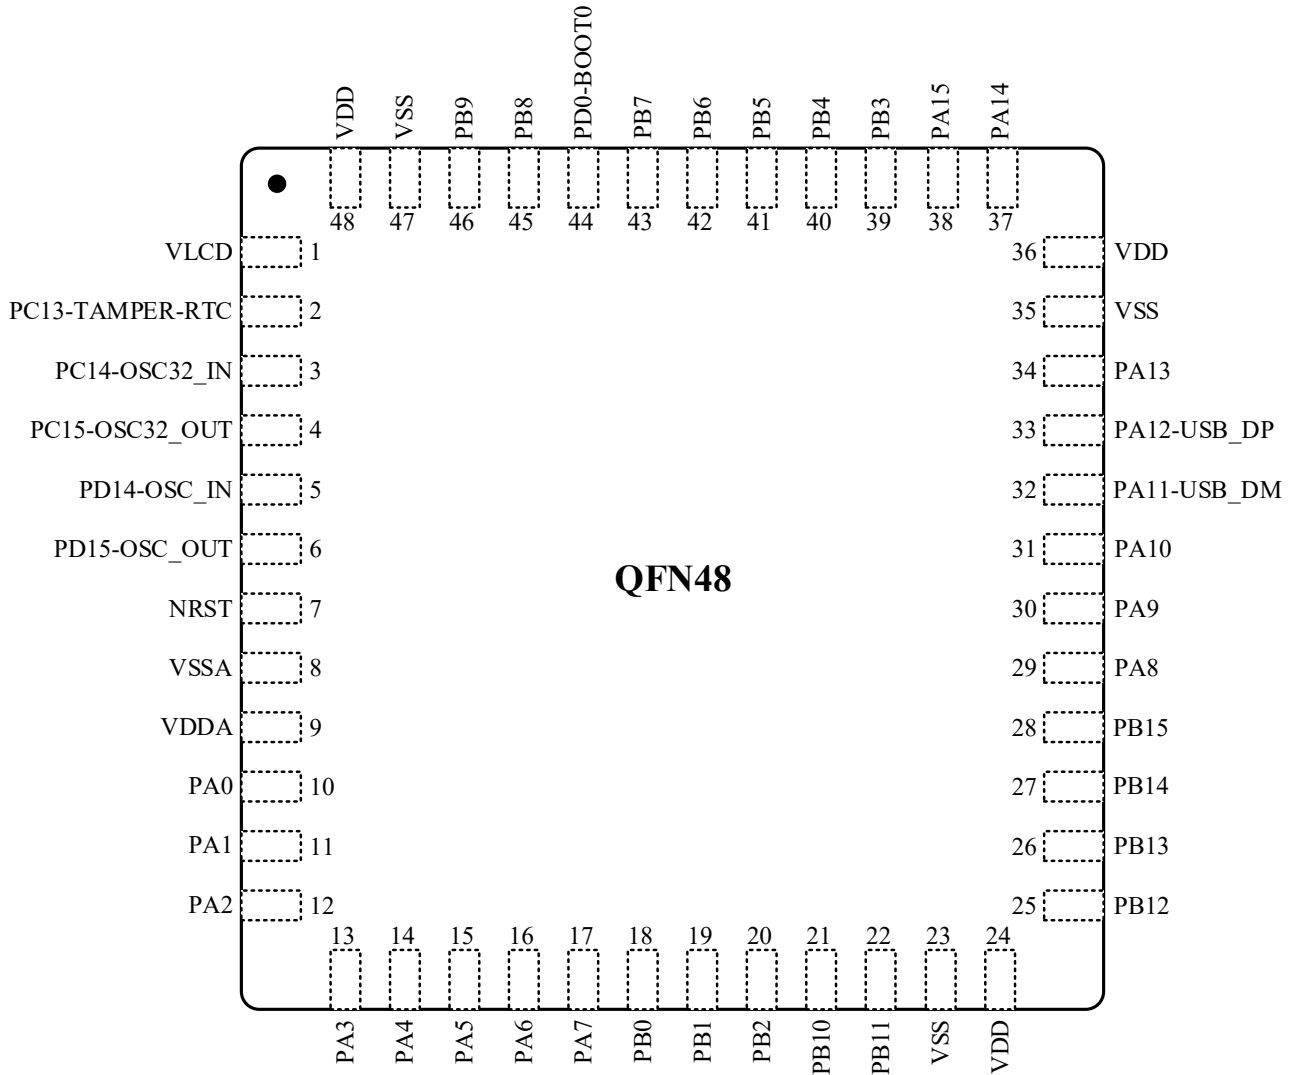 VDD VSS PB9 PB8 PD0-BOOT0 PB7 PB6 PB5 PB4 PB3 PA15 PA14
48 47 46 45 44 43 42 41 40 39 38 37
VLCD 1 36 VDD
PC13-TAMPER-RTC 2 35 VSS
PC14-OSC32_IN 3 34 PA13
PC15-OSC32_OUT 4 33 PA12-USB_DP
PD14-OSC_IN 5 32 PA11-USB_DM
PD15-OSC_OUT 6 31 PA10
QFN48
NRST 7 30 PA9
VSSA 8 29 PA8
VDDA 9 28 PB15
PA0 10 27 PB14
PA1 11 26 PB13
PA2 12 25 PB12
13 14 15 16 17 18 19 20 21 22 23 24
PA3 PA4 PA5 PA6 PA7 PB0 PB1 PB2 PB10 PB11 VSS VDD